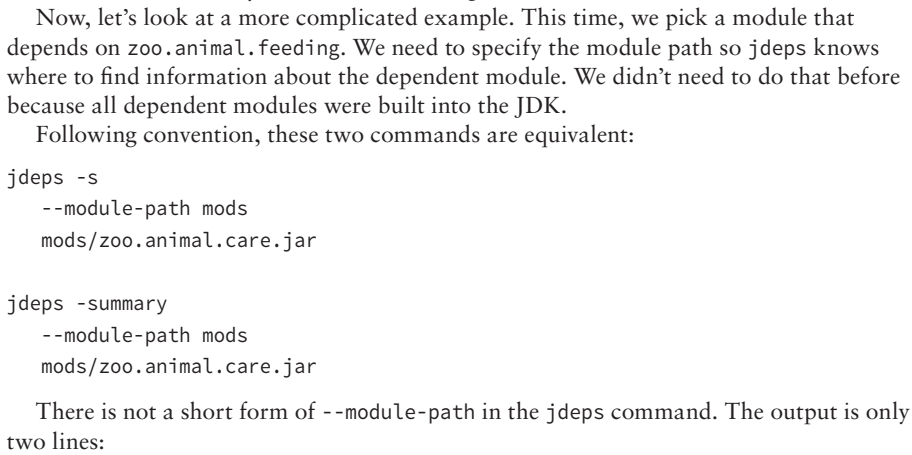 Now, let's look at a more complicated example. This time, we pick a module that
depends on zoo.animal.feeding. We need to specify the module path so jdeps knows
where to find information about the dependent module. We didn't need to do that before
because all dependent modules were built into the JDK.
Following convention, these two commands are equivalent:
jdeps -s
--module-path mods
mods/zoo.animal.care.jar
jdeps -summary
--module-path mods
mods/zoo.animal.care.jar
There is not a short form of --module-path in the jdeps command. The output is only
two lines: